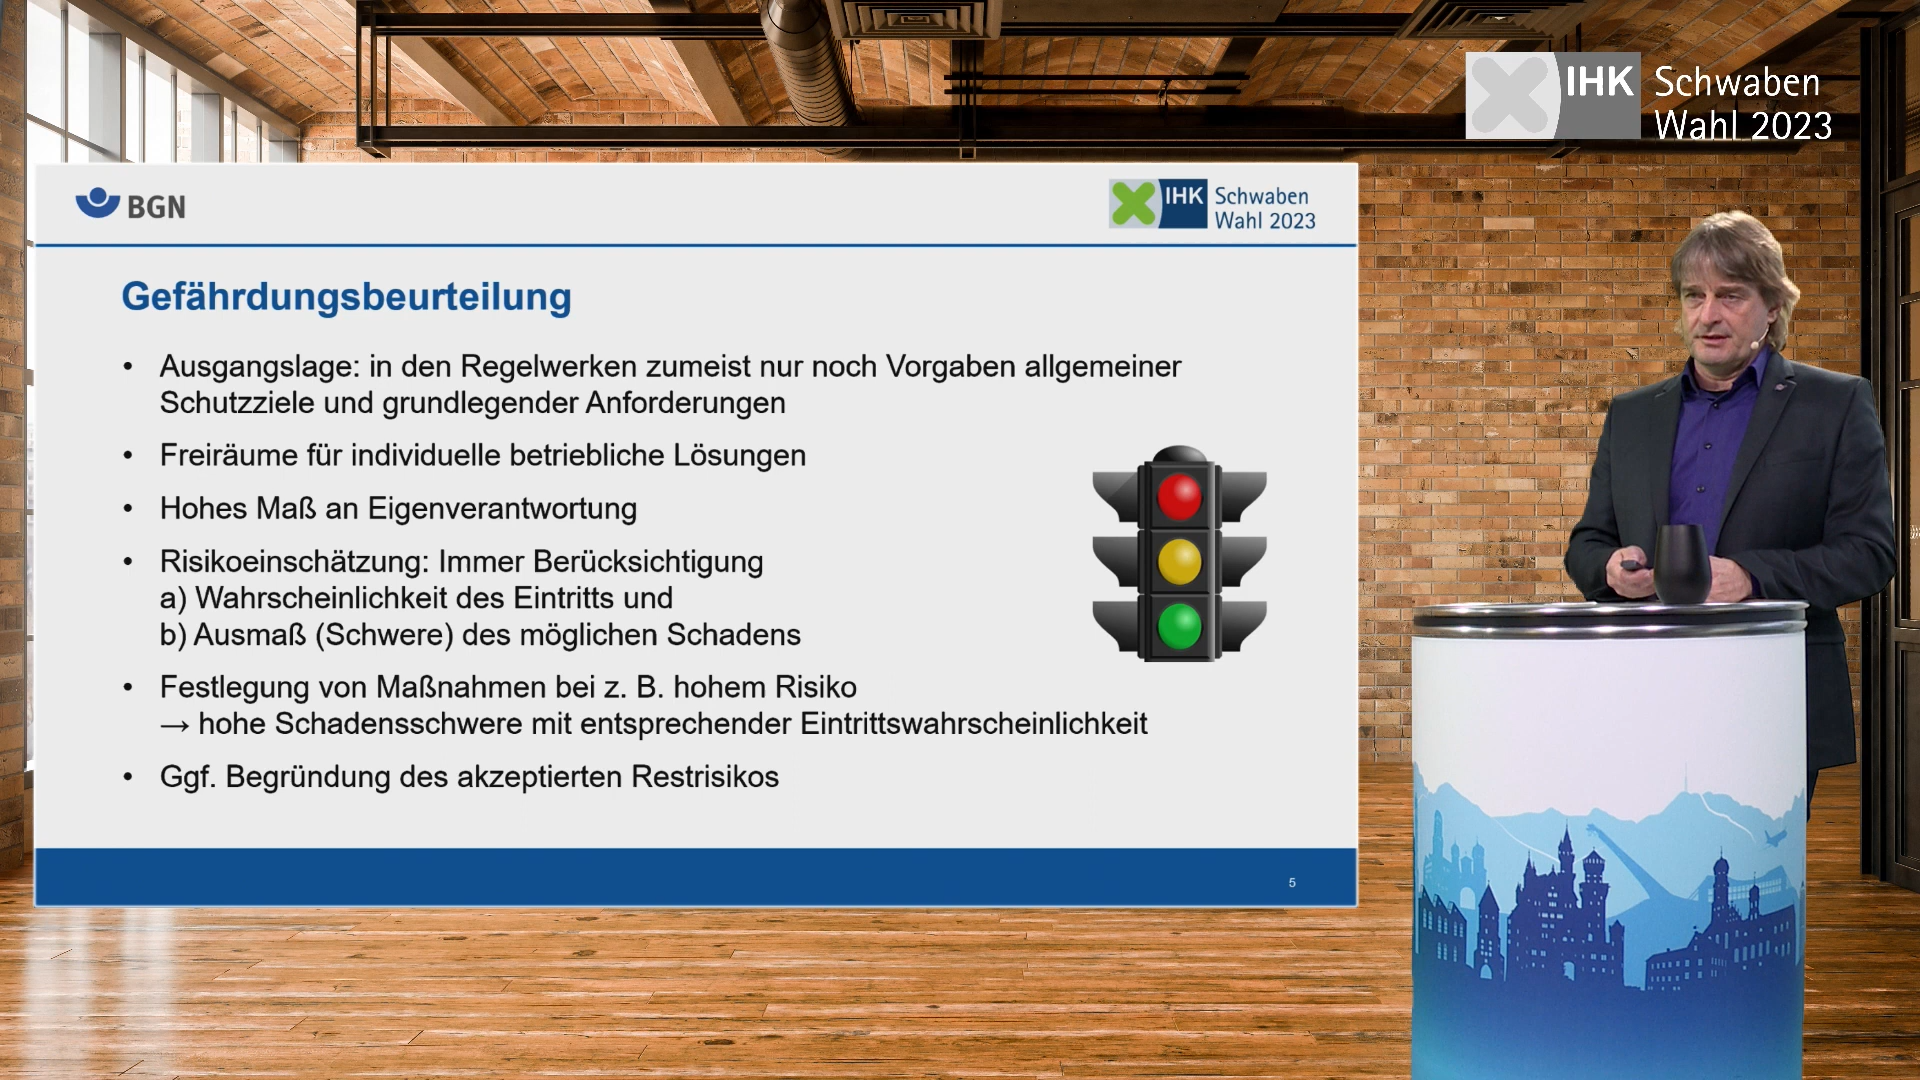 IHK Schwaben
Wahl 2023
BGN
IHK Schwaben
Wahl 2023
Gefährdungsbeurteilung
• Ausgangslage: in den Regelwerken zumeist nur noch Vorgaben allgemeiner
Schutzziele und grundlegender Anforderungen
• Freiräume für individuelle betriebliche Lösungen
• Hohes Maß an Eigenverantwortung
• Risikoeinschätzung: Immer Berücksichtigung
a) Wahrscheinlichkeit des Eintritts und
b) Ausmaß (Schwere) des möglichen Schadens
• Festlegung von Maßnahmen bei z. B. hohem Risiko
→ hohe Schadensschwere mit entsprechender Eintrittswahrscheinlichkeit
• Ggf. Begründung des akzeptierten Restrisikos
5